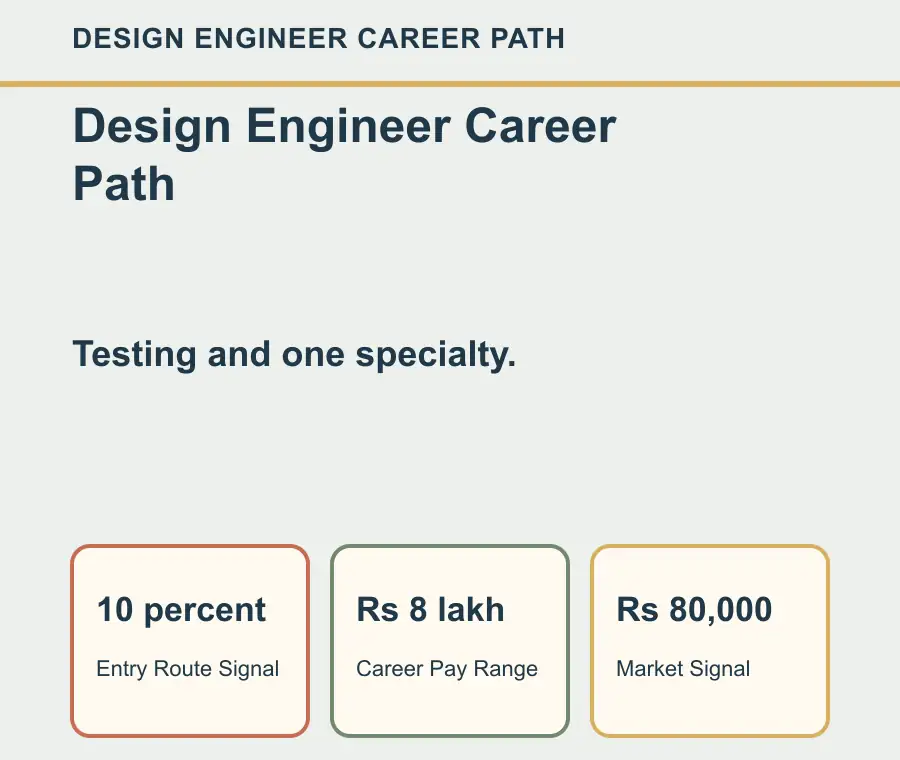 DESIGN ENGINEER CAREER PATH
Design Engineer Career
Path
Testing and one specialty.
10 percent
Entry Route Signal
Rs 8 lakh
Career Pay Range
Rs 80,000
Market Signal